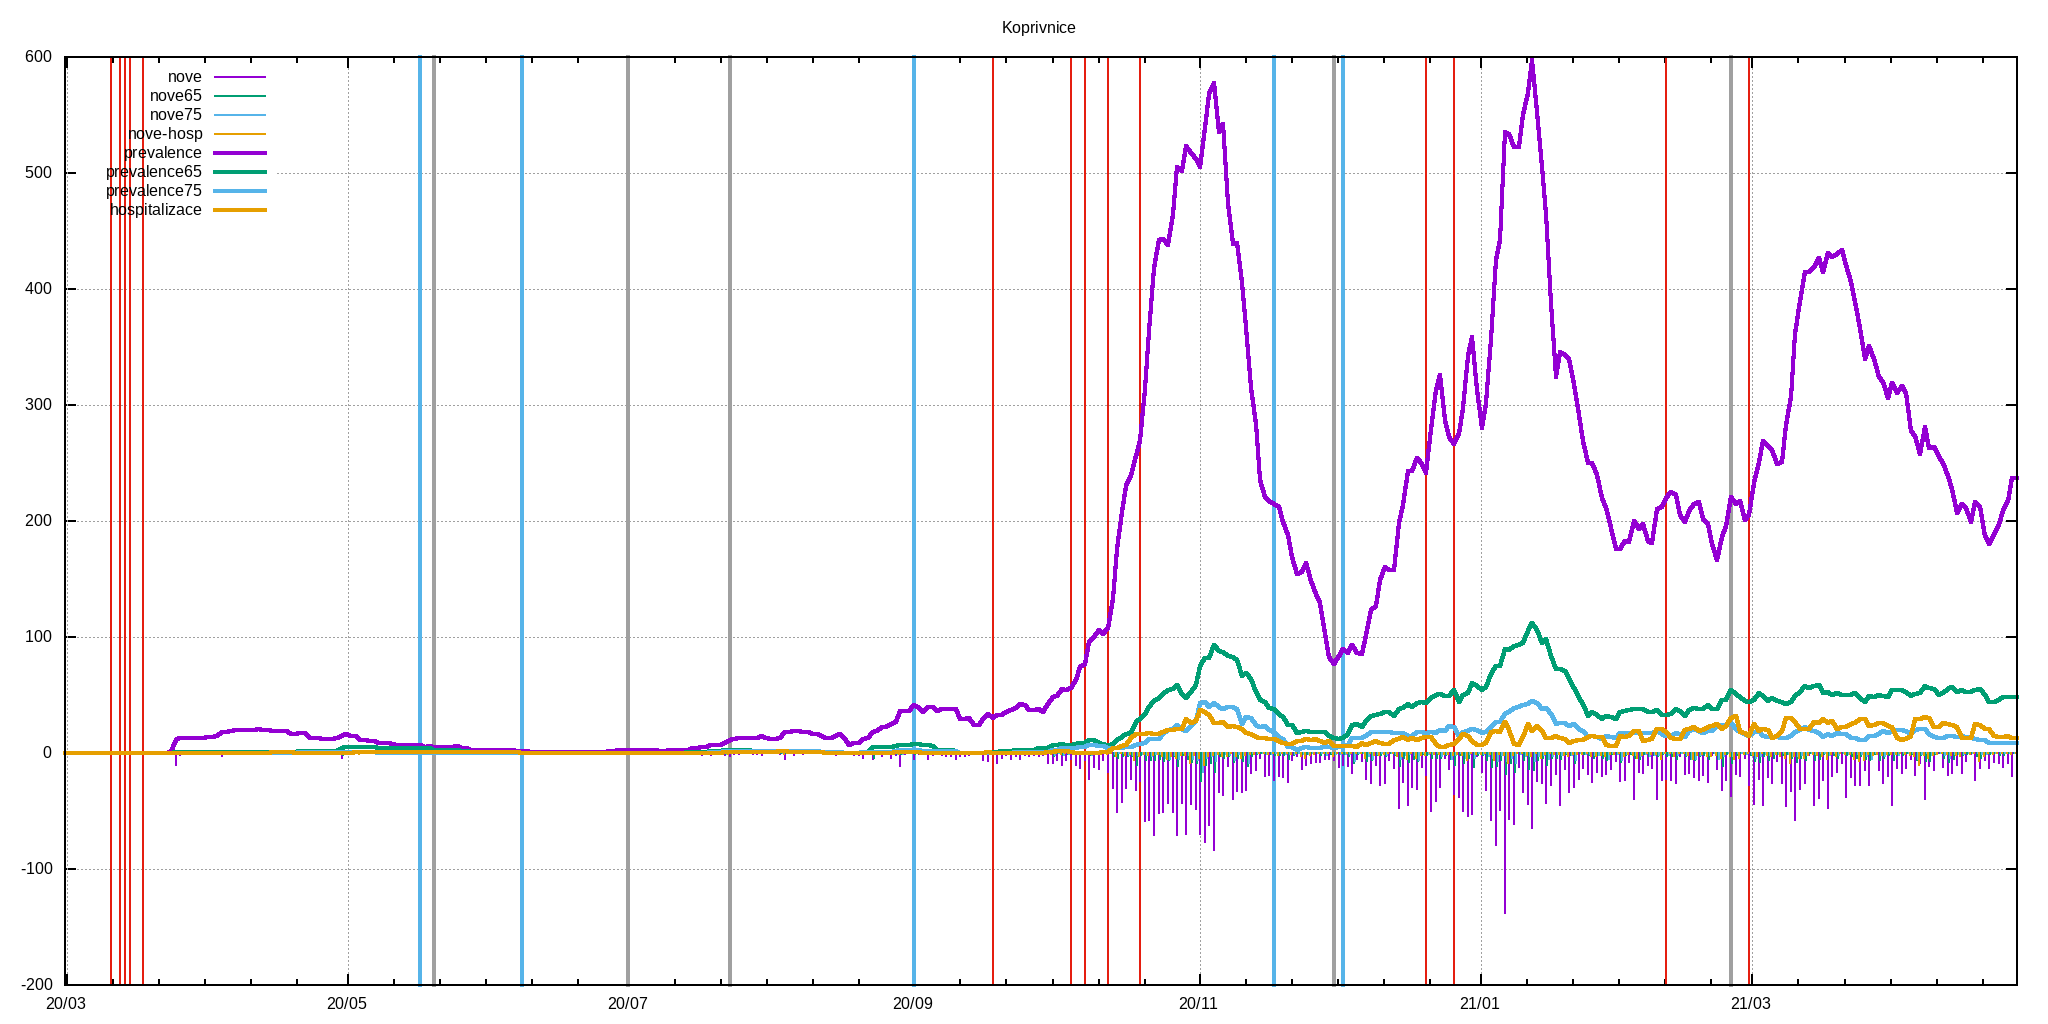 Koprivnice
600
500
400
300
200
100
0
-100
-200
nove
nove65
nove75
nove-hosp
prevalence
prevalence65
prevalence75
hospitalizace
20/03 20/05 20/07 20/09 20/11 21/01 21/03